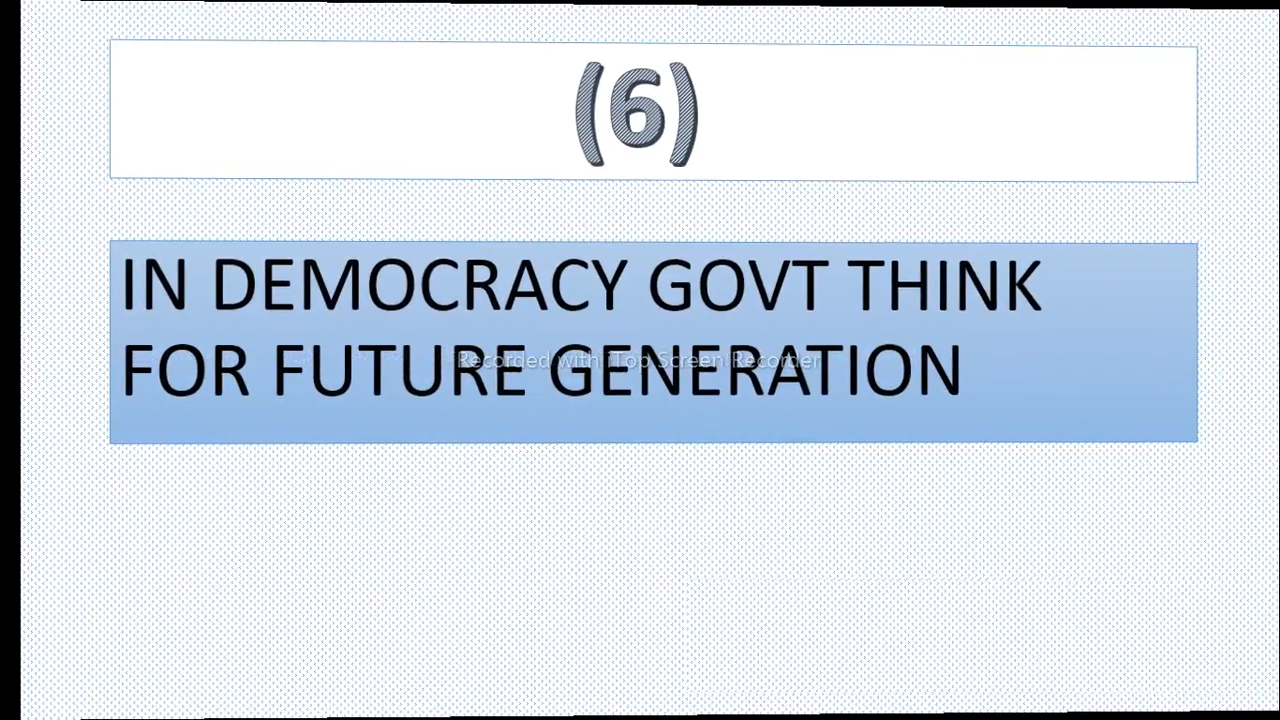 (6)
IN DEMOCRACY GOVT THINK
FOR FUTURE GENERATION
Recorded with iTop Screen Recorder